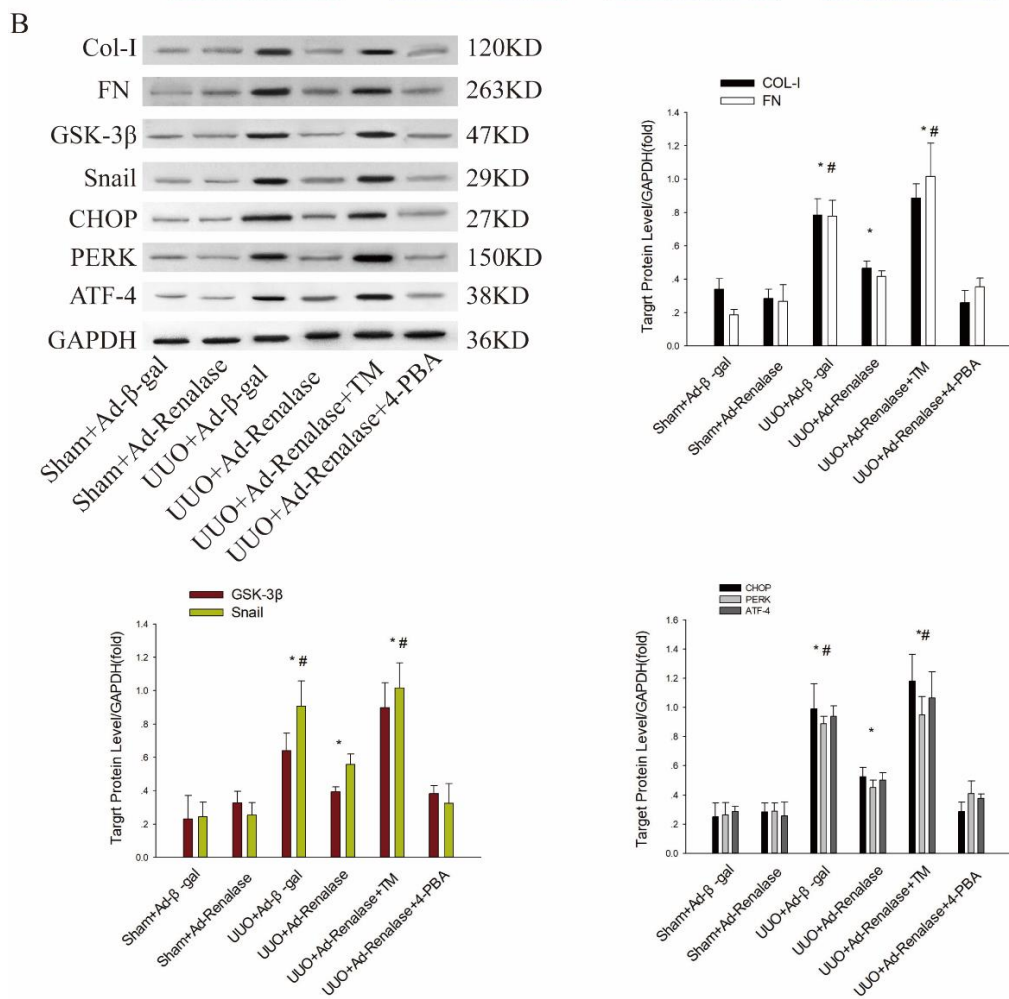 B
Col-I 120KD
FN 263KD
GSK-3β 47KD
Snail 29KD
CHOP 27KD
PERK 150KD
ATF-4 38KD
GAPDH 36KD
Sham+Ad-β-gal
Sham+Ad-Renalase
UUO+Ad-β-gal
UUO+Ad-Renalase
UUO+Ad-Renalase+TM
UUO+Ad-Renalase+4-PBA
COL-I
FN
Targrt Protein Level/GAPDH(fold)
1.4
1.2
1.0
.8
.6
.4
.2
0.0
* #
*
* #
Sham+Ad-β -gal
Sham+Ad-Renalase
UUO+Ad-β -gal
UUO+Ad-Renalase
UUO+Ad-Renalase+TM
UUO+Ad-Renalase+4-PBA
GSK-3β
Snail
Targrt Protein Level/GAPDH(fold)
1.4
1.2
1.0
.8
.6
.4
.2
0.0
* #
*
* #
Sham+Ad-β -gal
Sham+Ad-Renalase
UUO+Ad-β -gal
UUO+Ad-Renalase
UUO+Ad-Renalase+TM
UUO+Ad-Renalase+4-PBA
CHOP
PERK
ATF-4
Target Protein Level/GAPDH(fold)
1.6
1.4
1.2
1.0
.8
.6
.4
.2
0.0
* #
*
*#
Sham+Ad-β -gal
Sham+Ad-Renalase
UUO+Ad-β -gal
UUO+Ad-Renalase
UUO+Ad-Renalase+TM
UUO+Ad-Renalase+4-PBA